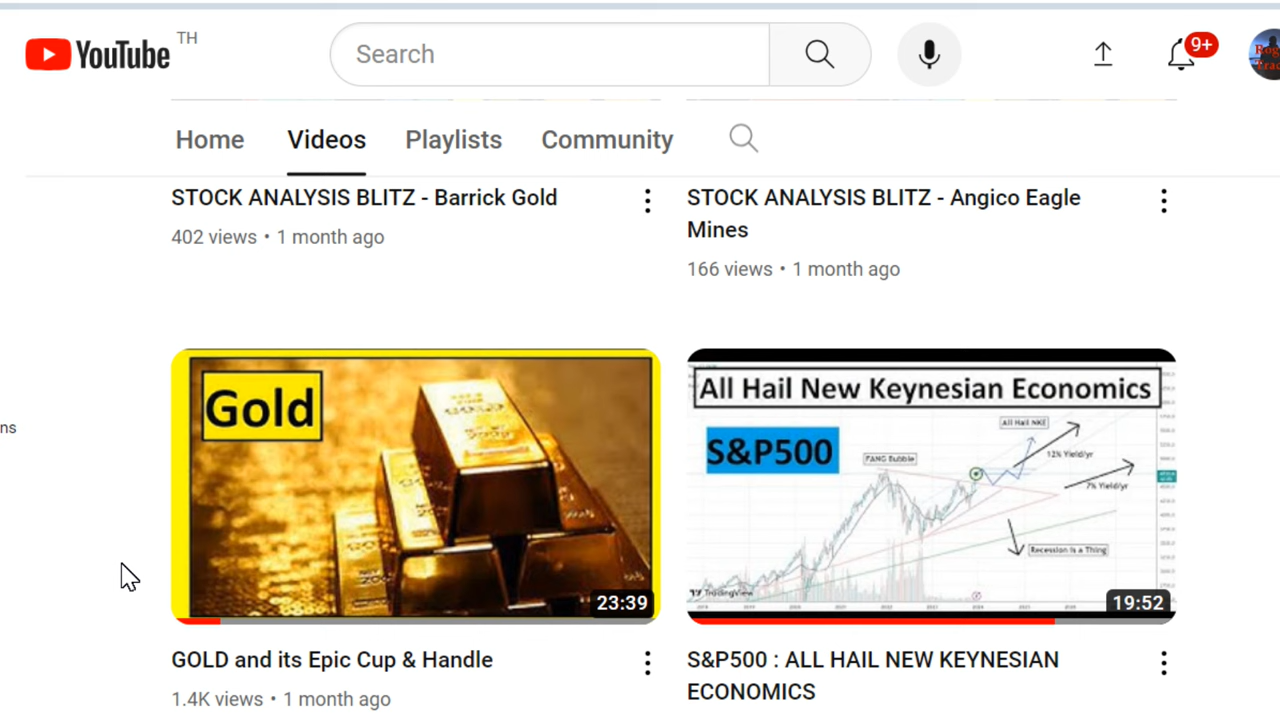 YouTube TH
Search
9+
Home Videos Playlists Community
STOCK ANALYSIS BLITZ - Barrick Gold
402 views • 1 month ago
STOCK ANALYSIS BLITZ - Angico Eagle
Mines
166 views • 1 month ago
ns
Gold
GOLD
23:39
GOLD and its Epic Cup & Handle
1.4K views • 1 month ago
All Hail New Keynesian Economics
S&P500
All Hail NKE
FANG Bubble
12% Yield/yr
7% Yield/yr
Recession is a Thing
TradingView
19:52
S&P500 : ALL HAIL NEW KEYNESIAN
ECONOMICS